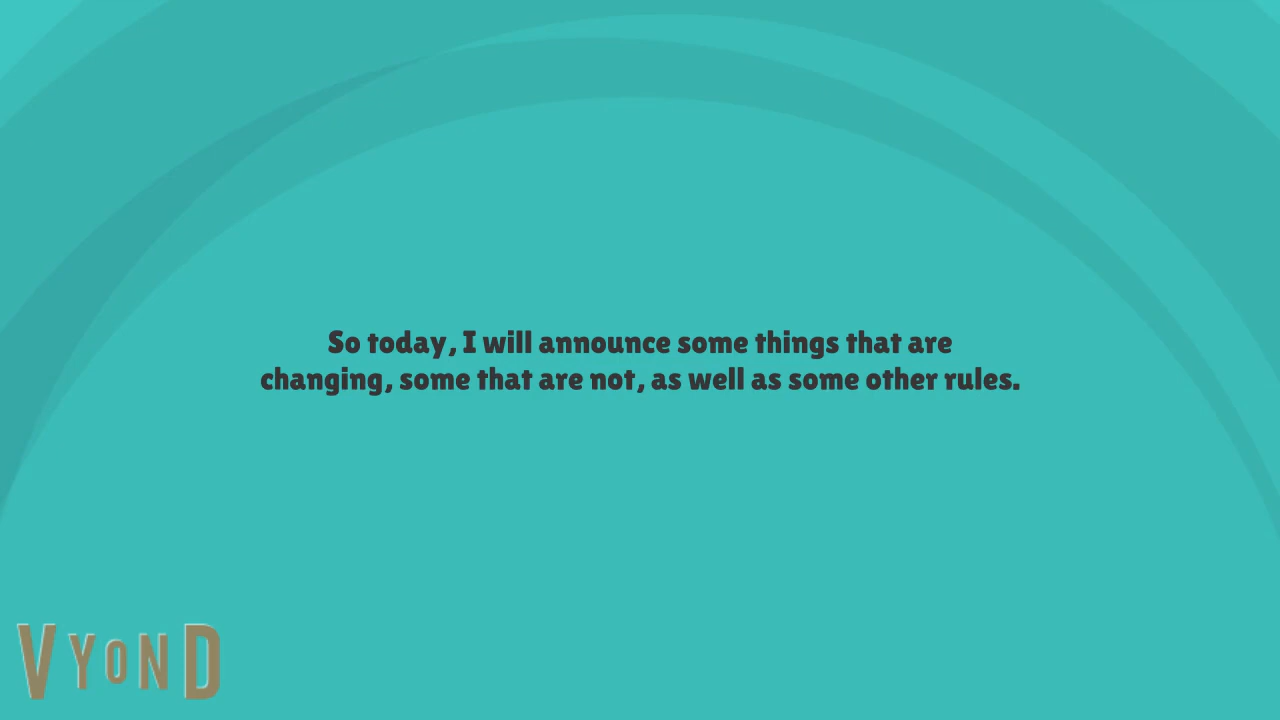 So today, I will announce some things that are
changing, some that are not, as well as some other rules.
VYOND